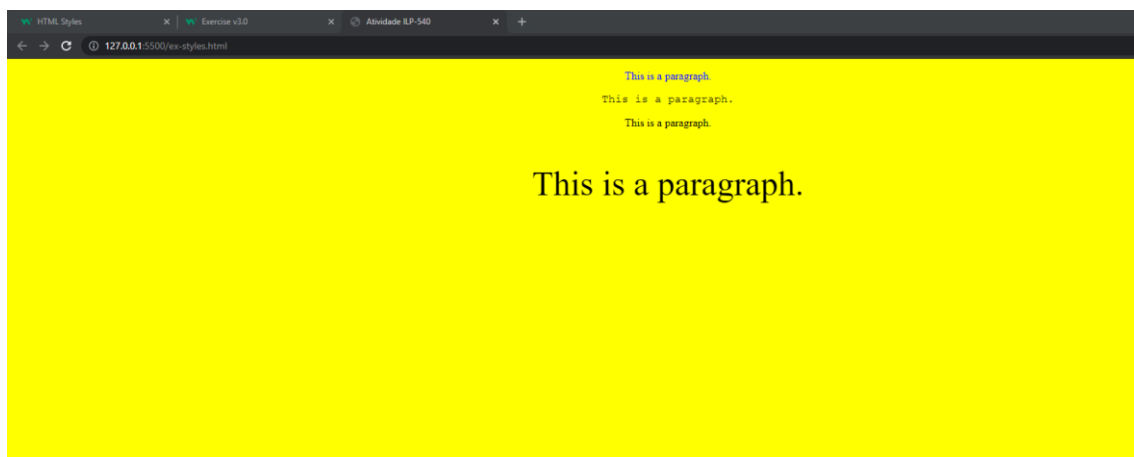 HTML Styles
Exercise v3.0
Atividade ILP-540
127.0.0.1:5500/ex-styles.html
This is a paragraph.
This is a paragraph.
This is a paragraph.
This is a paragraph.